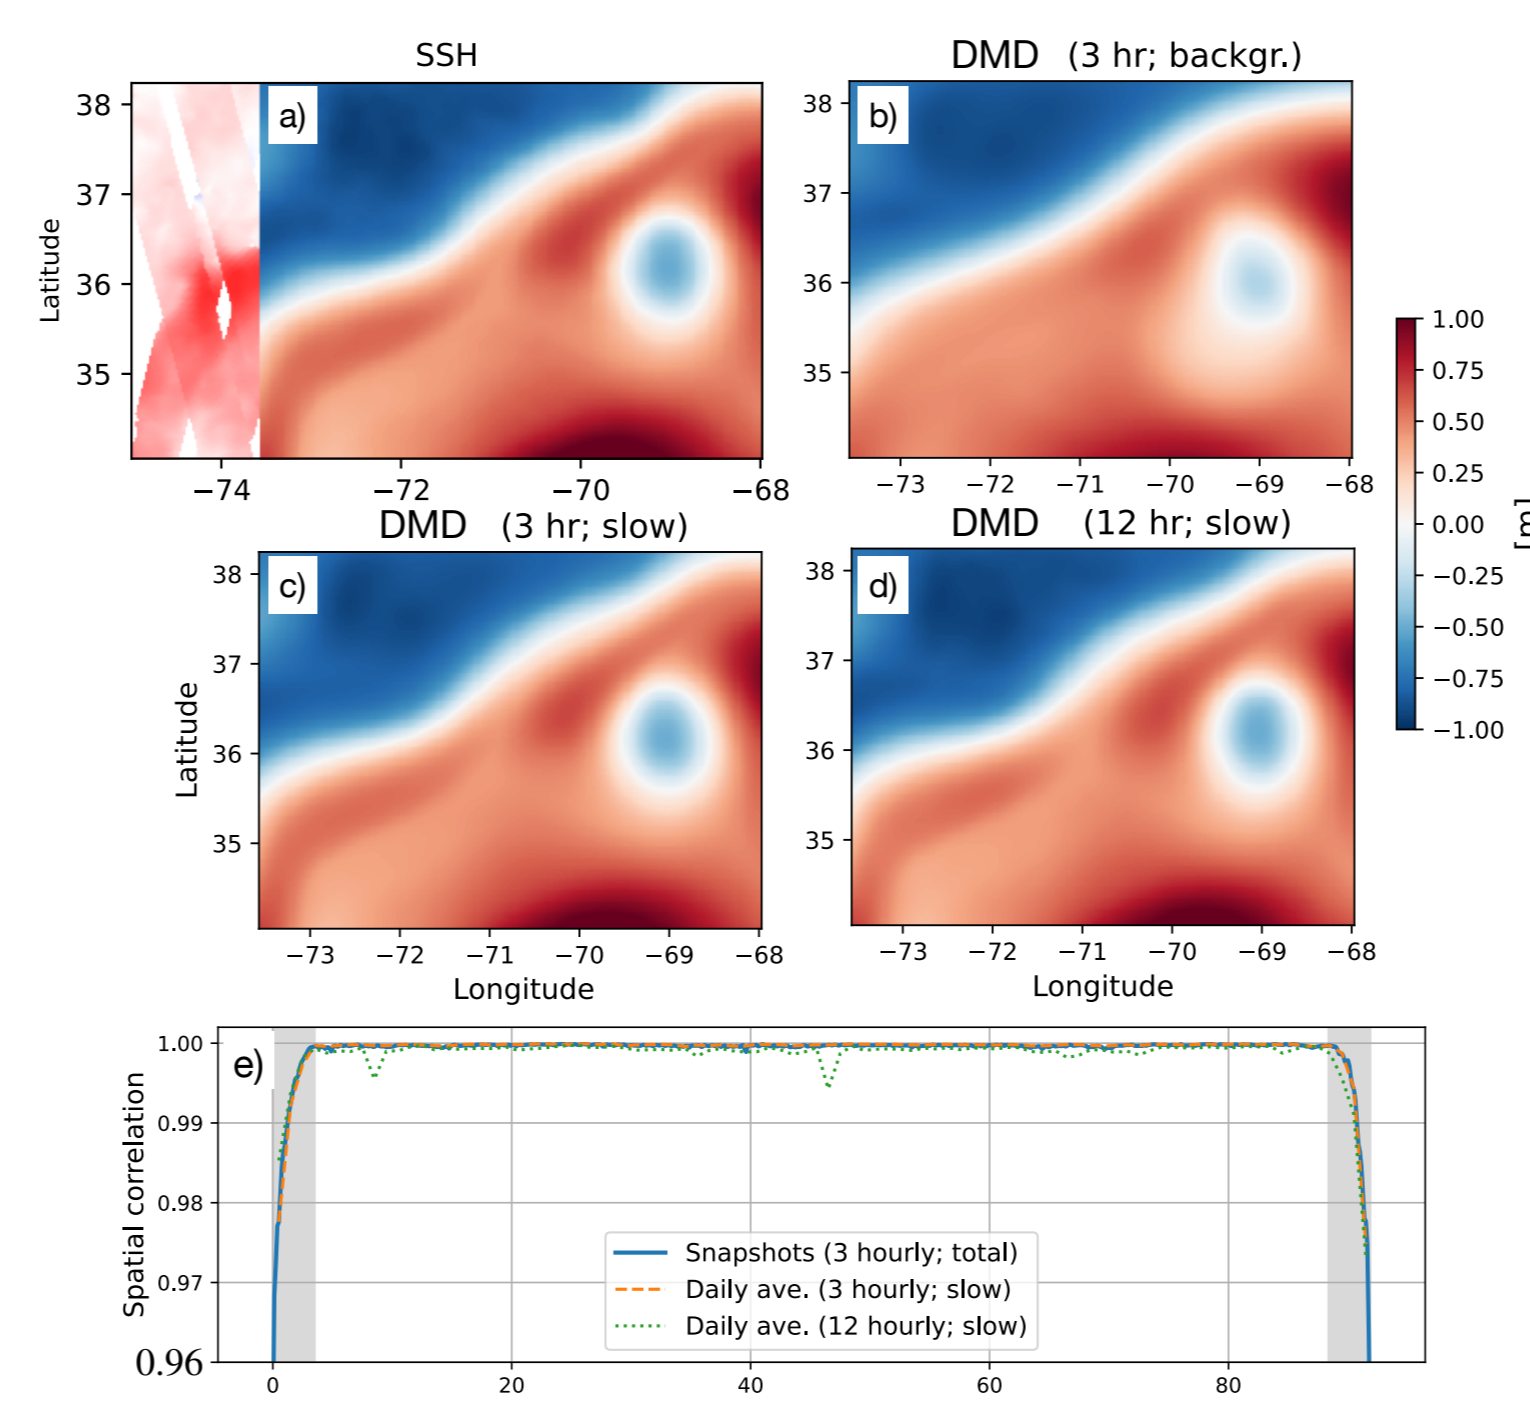 SSH
DMD (3 hr; backgr.)
a)
b)
38
37
36
35
Latitude
38
37
36
35
−74 −72 −70 −68
−73 −72 −71 −70 −69 −68
1.00
0.75
0.50
0.25
0.00
−0.25
−0.50
−0.75
−1.00
[m]
DMD (3 hr; slow)
DMD (12 hr; slow)
c)
d)
38
37
36
35
Latitude
38
37
36
35
−73 −72 −71 −70 −69 −68
−73 −72 −71 −70 −69 −68
Longitude
Longitude
e)
Spatial correlation
1.00
0.99
0.98
0.97
0.96
Snapshots (3 hourly; total)
Daily ave. (3 hourly; slow)
Daily ave. (12 hourly; slow)
0 20 40 60 80